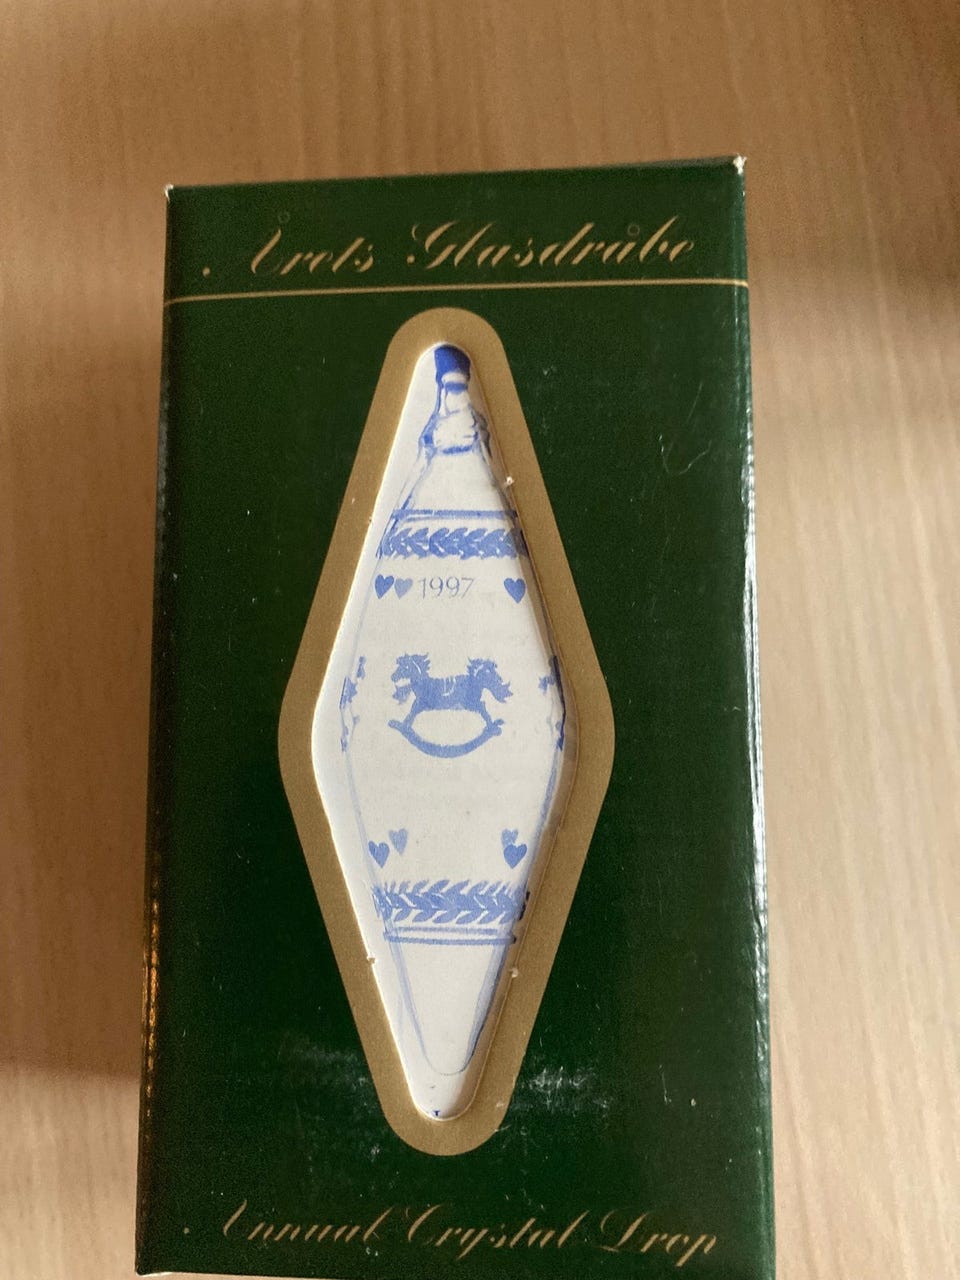 Årets Glasdråbe
1997
Annual Crystal Drop